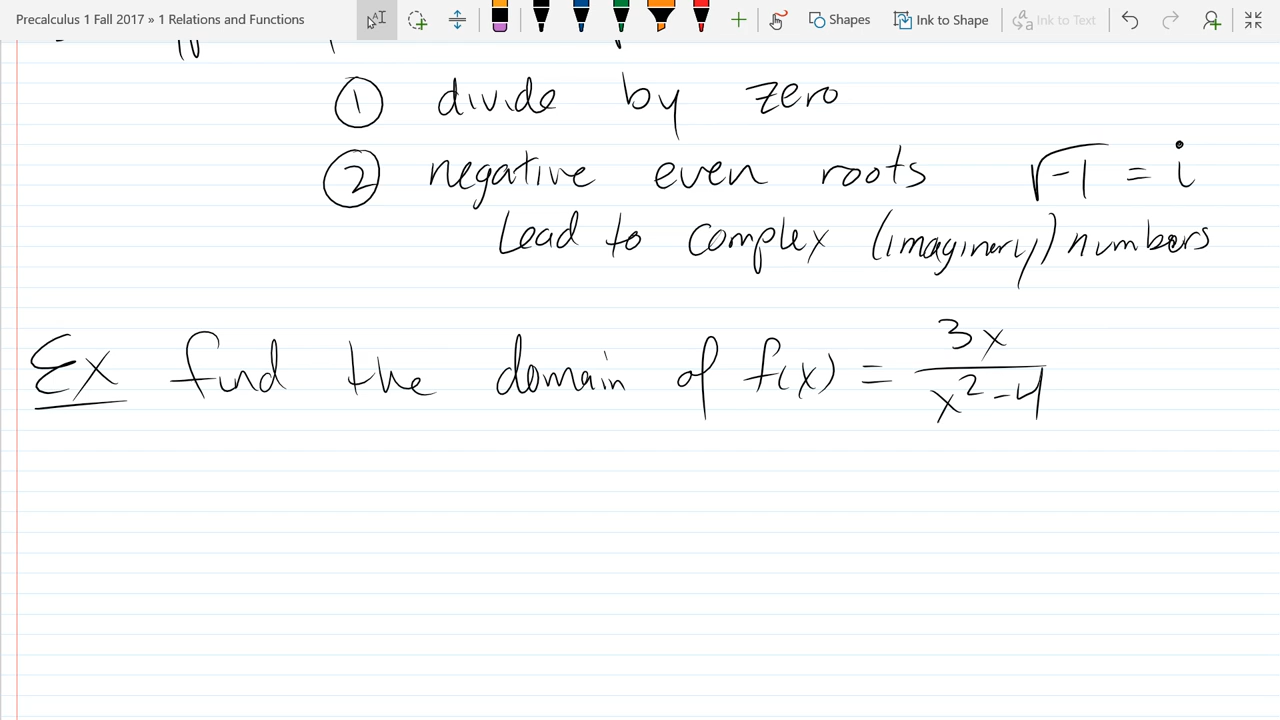 Precalculus 1 Fall 2017 » 1 Relations and Functions
Shapes
Ink to Shape
Ink to Text
① divide by zero
② negative even roots √-1 = i
Lead to complex (imaginery) numbers
Ex find the domain of f(x) = 3x / x² - 4